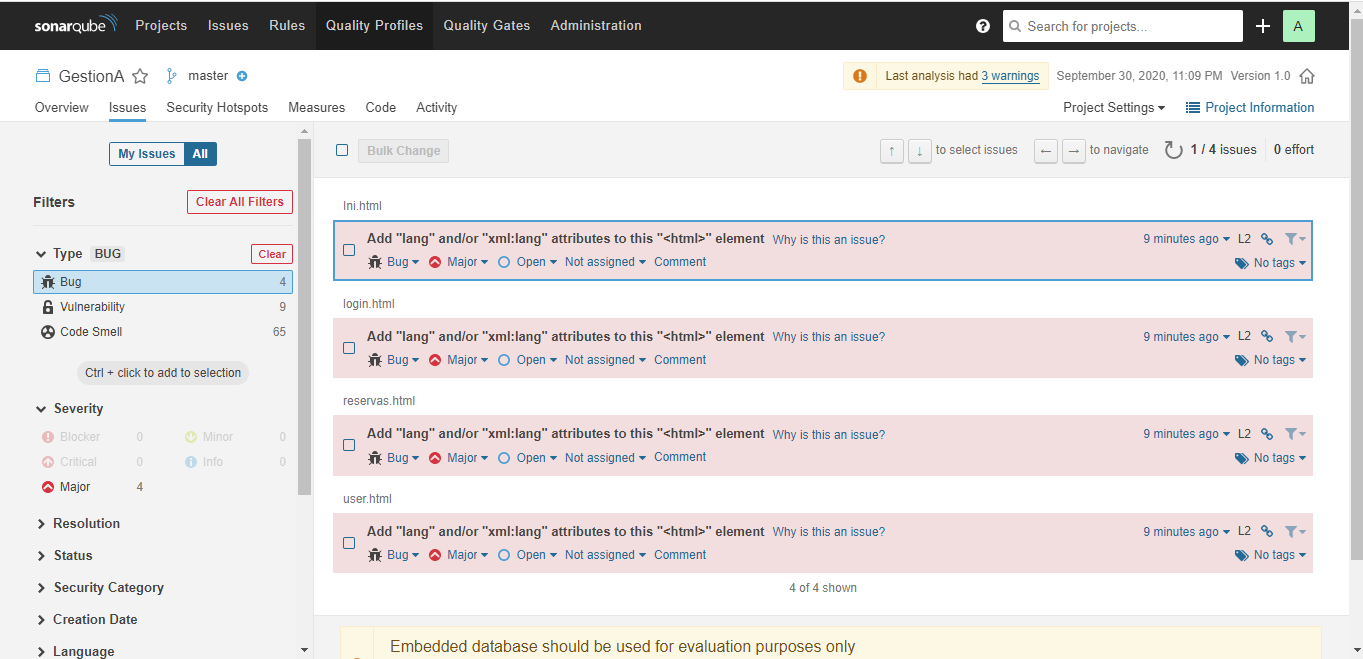 sonarqube Projects Issues Rules Quality Profiles Quality Gates Administration ? Search for projects... + A
GestionA master Last analysis had 3 warnings September 30, 2020, 11:09 PM Version 1.0
Overview Issues Security Hotspots Measures Code Activity Project Settings Project Information
My Issues All
Bulk Change ↑ ↓ to select issues ← → to navigate 1 / 4 issues 0 effort
Filters Clear All Filters
Type BUG Clear
Bug 4
Vulnerability 9
Code Smell 65
Ctrl + click to add to selection
Severity
Blocker 0 Minor 0
Critical 0 Info 0
Major 4
Resolution
Status
Security Category
Creation Date
Language
Ini.html
Add "lang" and/or "xml:lang" attributes to this "<html>" element Why is this an issue? 9 minutes ago L2
Bug Major Open Not assigned Comment No tags
login.html
Add "lang" and/or "xml:lang" attributes to this "<html>" element Why is this an issue? 9 minutes ago L2
Bug Major Open Not assigned Comment No tags
reservas.html
Add "lang" and/or "xml:lang" attributes to this "<html>" element Why is this an issue? 9 minutes ago L2
Bug Major Open Not assigned Comment No tags
user.html
Add "lang" and/or "xml:lang" attributes to this "<html>" element Why is this an issue? 9 minutes ago L2
Bug Major Open Not assigned Comment No tags
4 of 4 shown
Embedded database should be used for evaluation purposes only